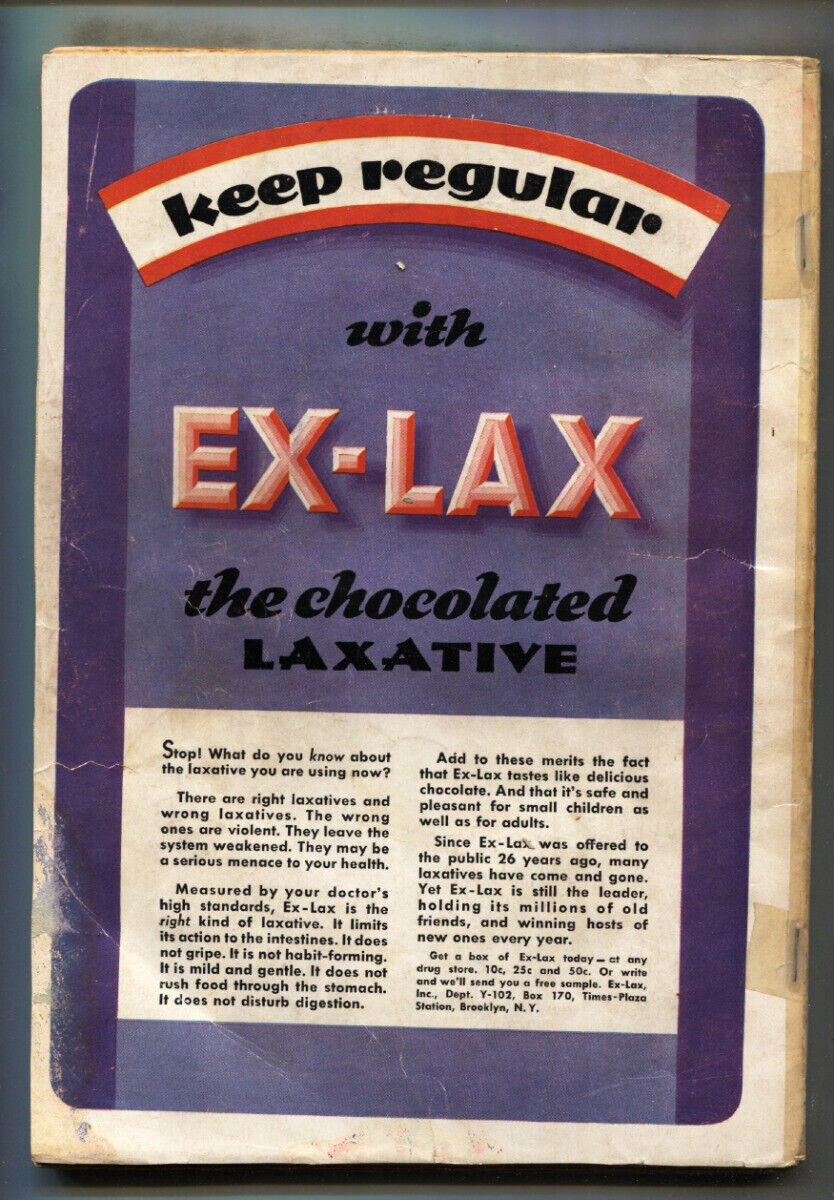 keep regular
with
EX-LAX
the chocolated
LAXATIVE
Stop! What do you know about
the laxative you are using now?
There are right laxatives and
wrong laxatives. The wrong
ones are violent. They leave the
system weakened. They may be
a serious menace to your health.
Measured by your doctor's
high standards, Ex-Lax is the
right kind of laxative. It limits
its action to the intestines. It does
not gripe. It is not habit-forming.
It is mild and gentle. It does not
rush food through the stomach.
It does not disturb digestion.
Add to these merits the fact
that Ex-Lax tastes like delicious
chocolate. And that it's safe and
pleasant for small children as
well as for adults.
Since Ex-Lax was offered to
the public 26 years ago, many
laxatives have come and gone.
Yet Ex-Lax is still the leader,
holding its millions of old
friends, and winning hosts of
new ones every year.
Get a box of Ex-Lax today—at any
drug store. 10c, 25c and 50c. Or write
and we'll send you a free sample. Ex-Lax,
Inc., Dept. Y-102, Box 170, Times-Plaza
Station, Brooklyn, N. Y.